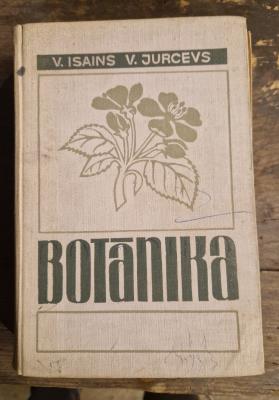 V. ISAINS V. JURCEVS
BOTĀNIKA